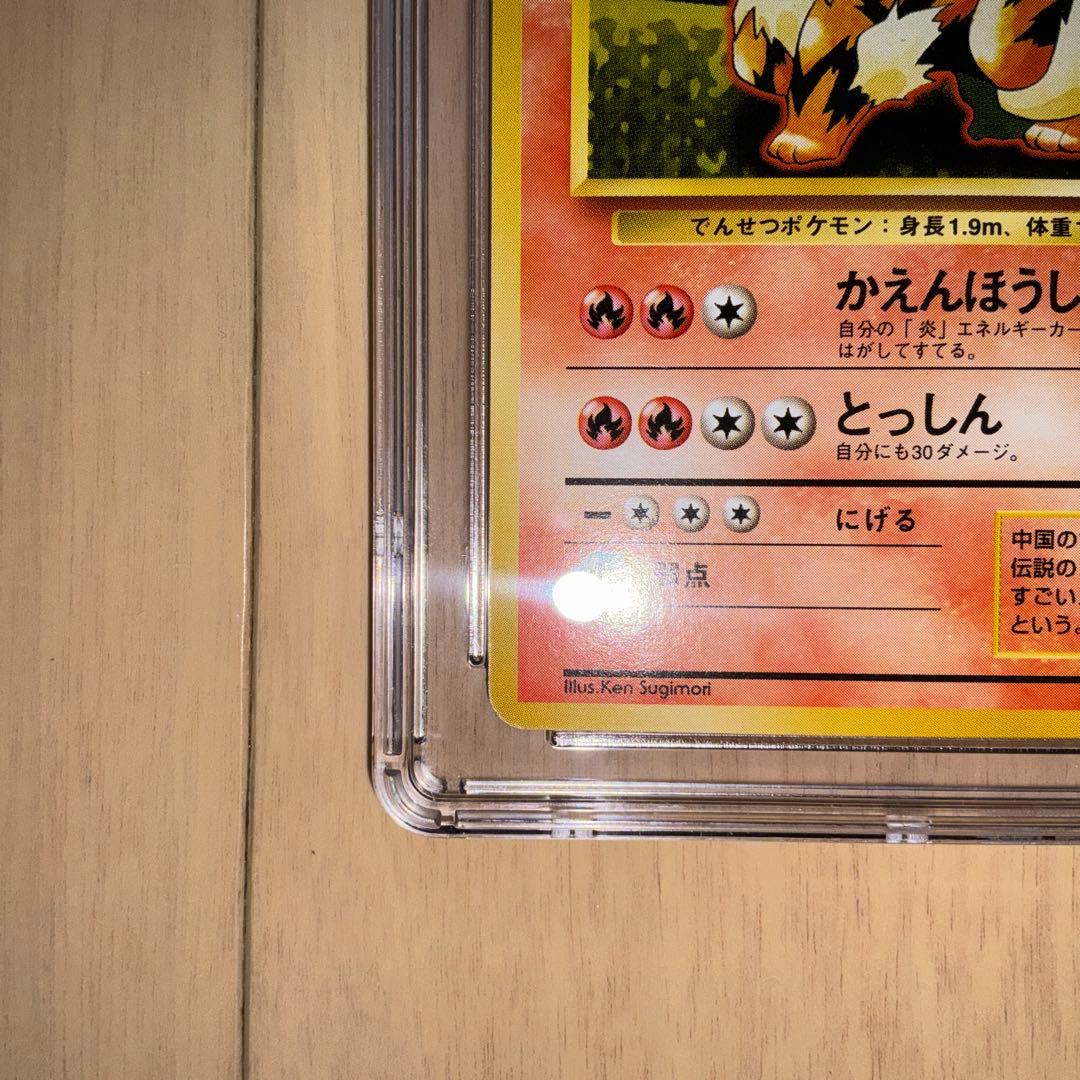 でんせつポケモン：身長1.9m、体重
かえんほうし
自分の「炎」エネルギーカー
はがしてすてる。
とっしん
自分にも30ダメージ。
ー にげる
点
中国の
伝説の
すごい
という。
Illus.Ken Sugimori